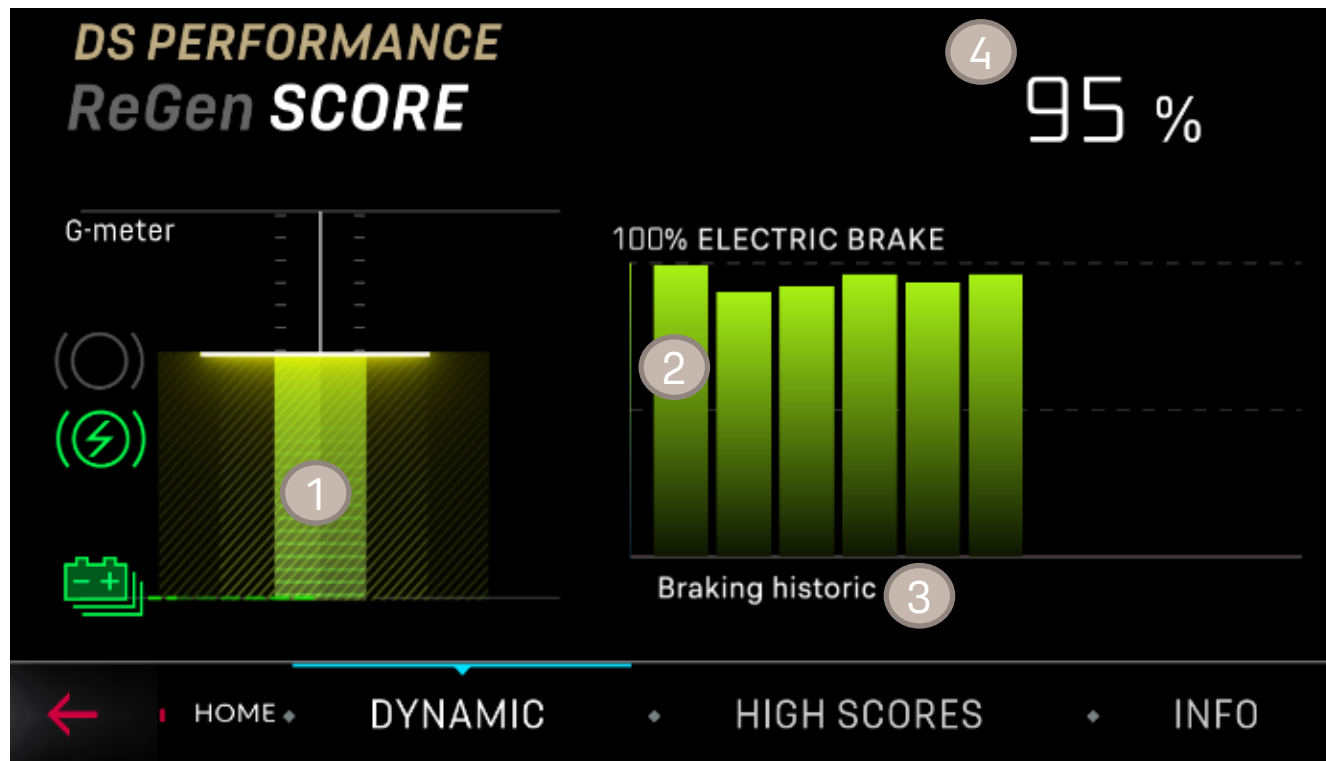 DS PERFORMANCE
ReGen SCORE
4
95 %
G-meter
100% ELECTRIC BRAKE
2
1
Braking historic
3
HOME
DYNAMIC
HIGH SCORES
INFO